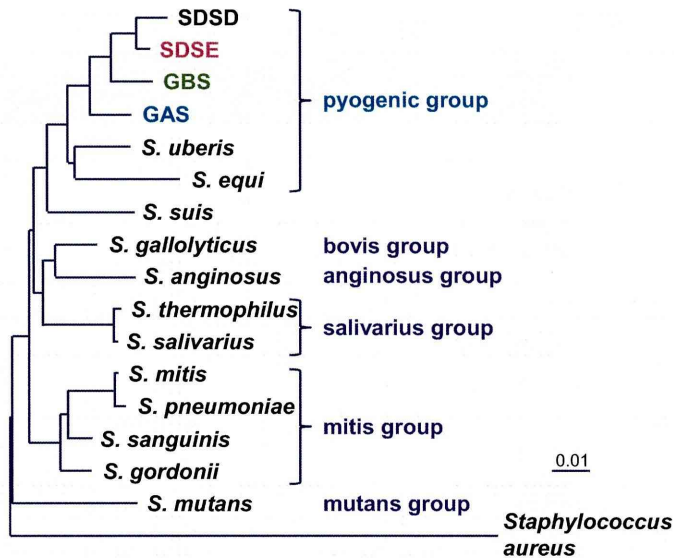 SDSD
SDSE
GBS
GAS
pyogenic group
S. uberis
S. equi
S. suis
S. gallolyticus bovis group
S. anginosus anginosus group
S. thermophilus
S. salivarius
salivarius group
S. mitis
S. pneumoniae
S. sanguinis
S. gordonii
mitis group
0.01
S. mutans mutans group
Staphylococcus
aureus